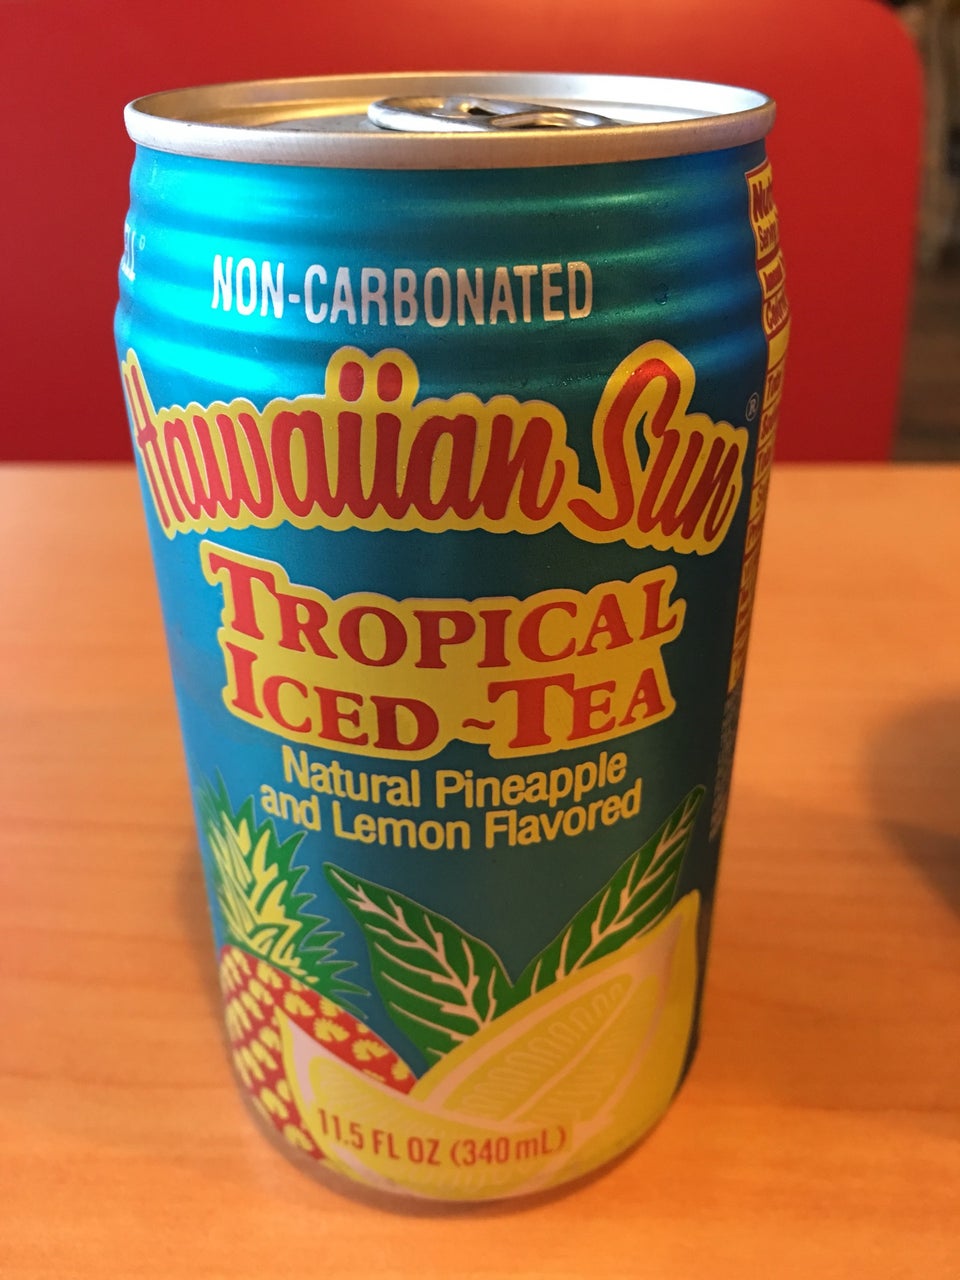 NON-CARBONATED
Hawaiian Sun®
TROPICAL
ICED~TEA
Natural Pineapple
and Lemon Flavored
11.5 FL OZ (340 mL)